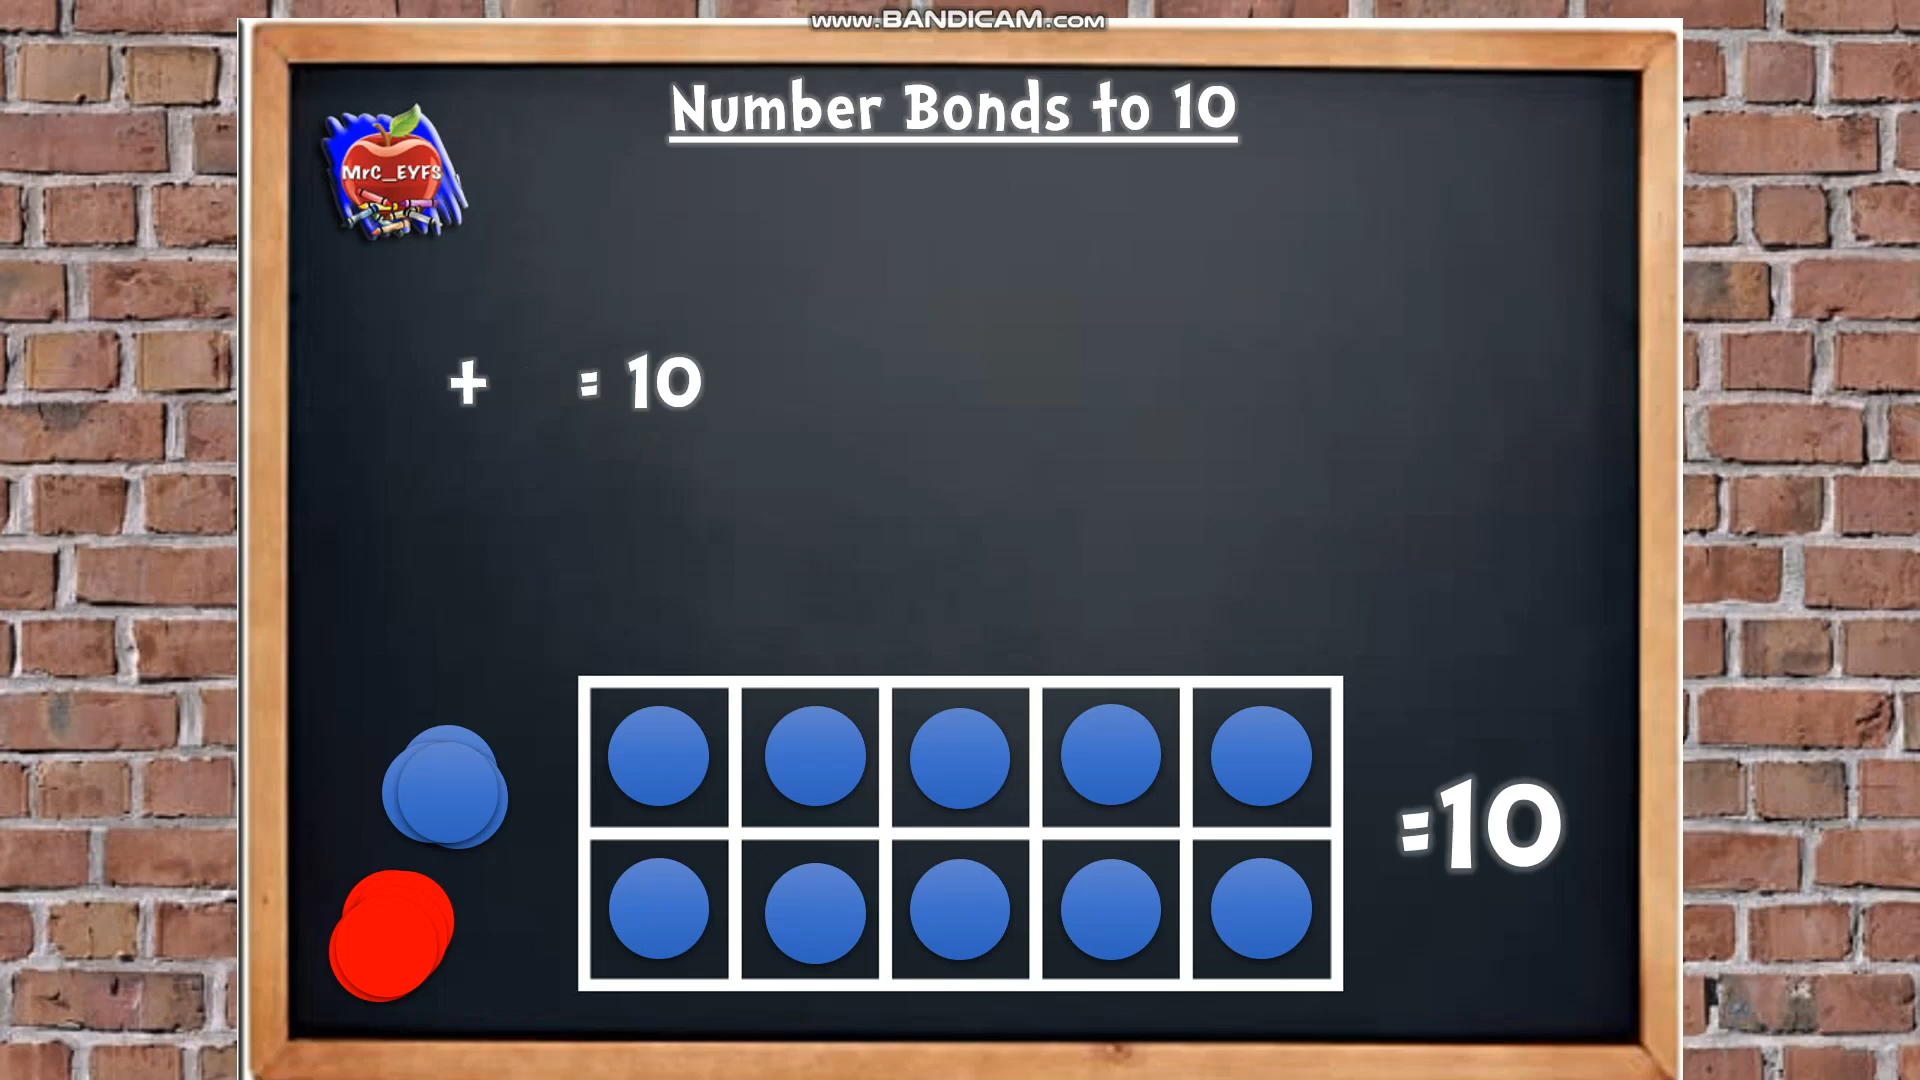 www.BANDICAM.com
Number Bonds to 10
MrC_EYFS
+ = 10
=10